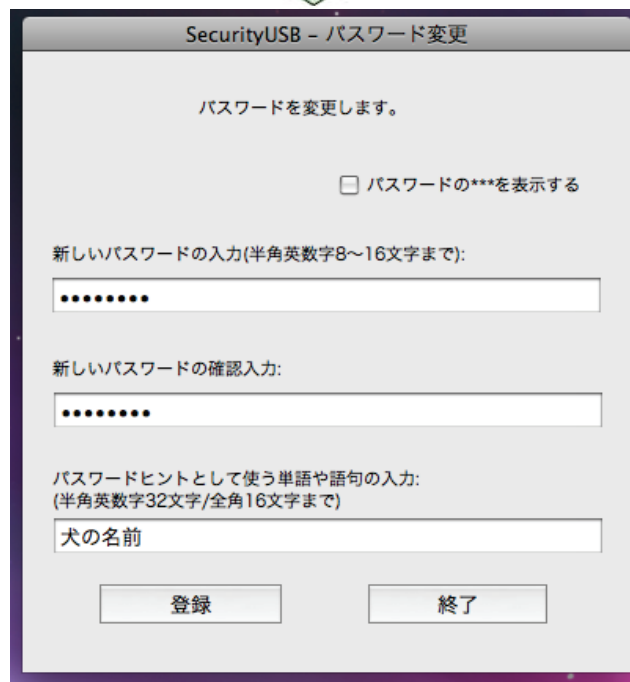 SecurityUSB – パスワード変更
パスワードを変更します。
パスワードの***を表示する
新しいパスワードの入力(半角英数字8〜16文字まで):
••••••••
新しいパスワードの確認入力:
••••••••
パスワードヒントとして使う単語や語句の入力:
(半角英数字32文字/全角16文字まで)
犬の名前
登録
終了